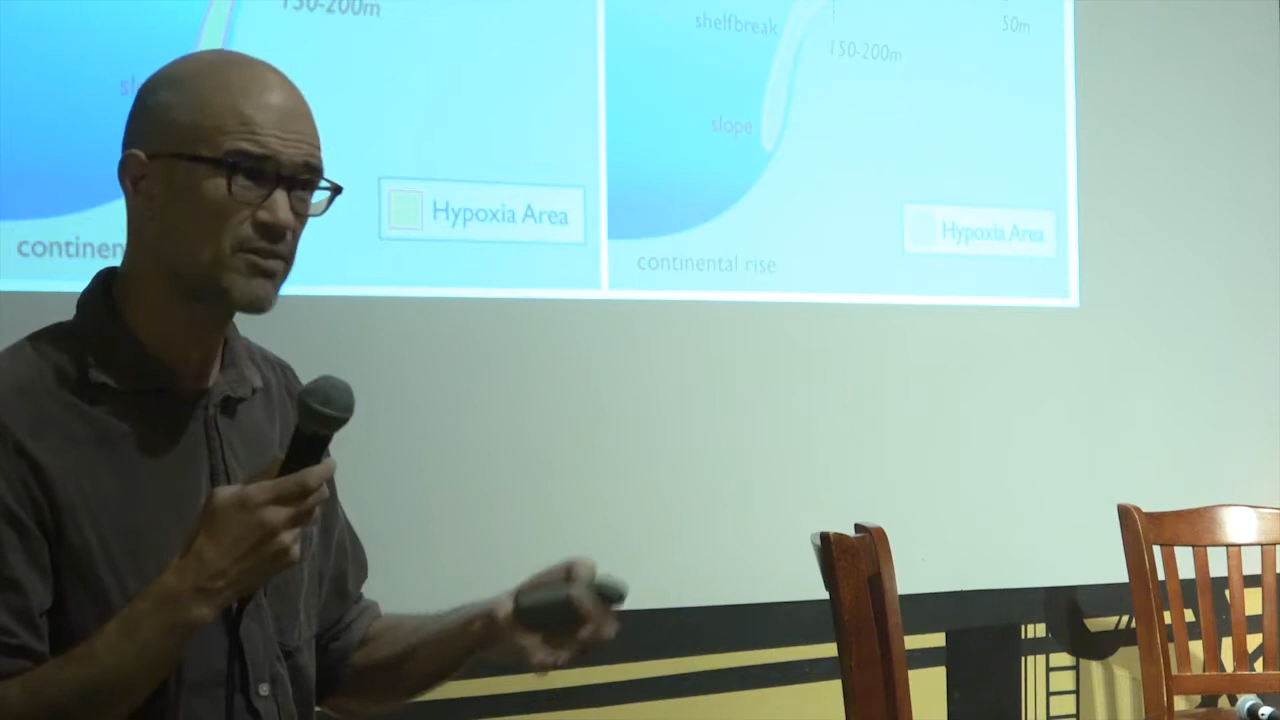 150-200m
Hypoxia Area
continen
shelfbreak
50m
150-200m
slope
Hypoxia Area
continental rise